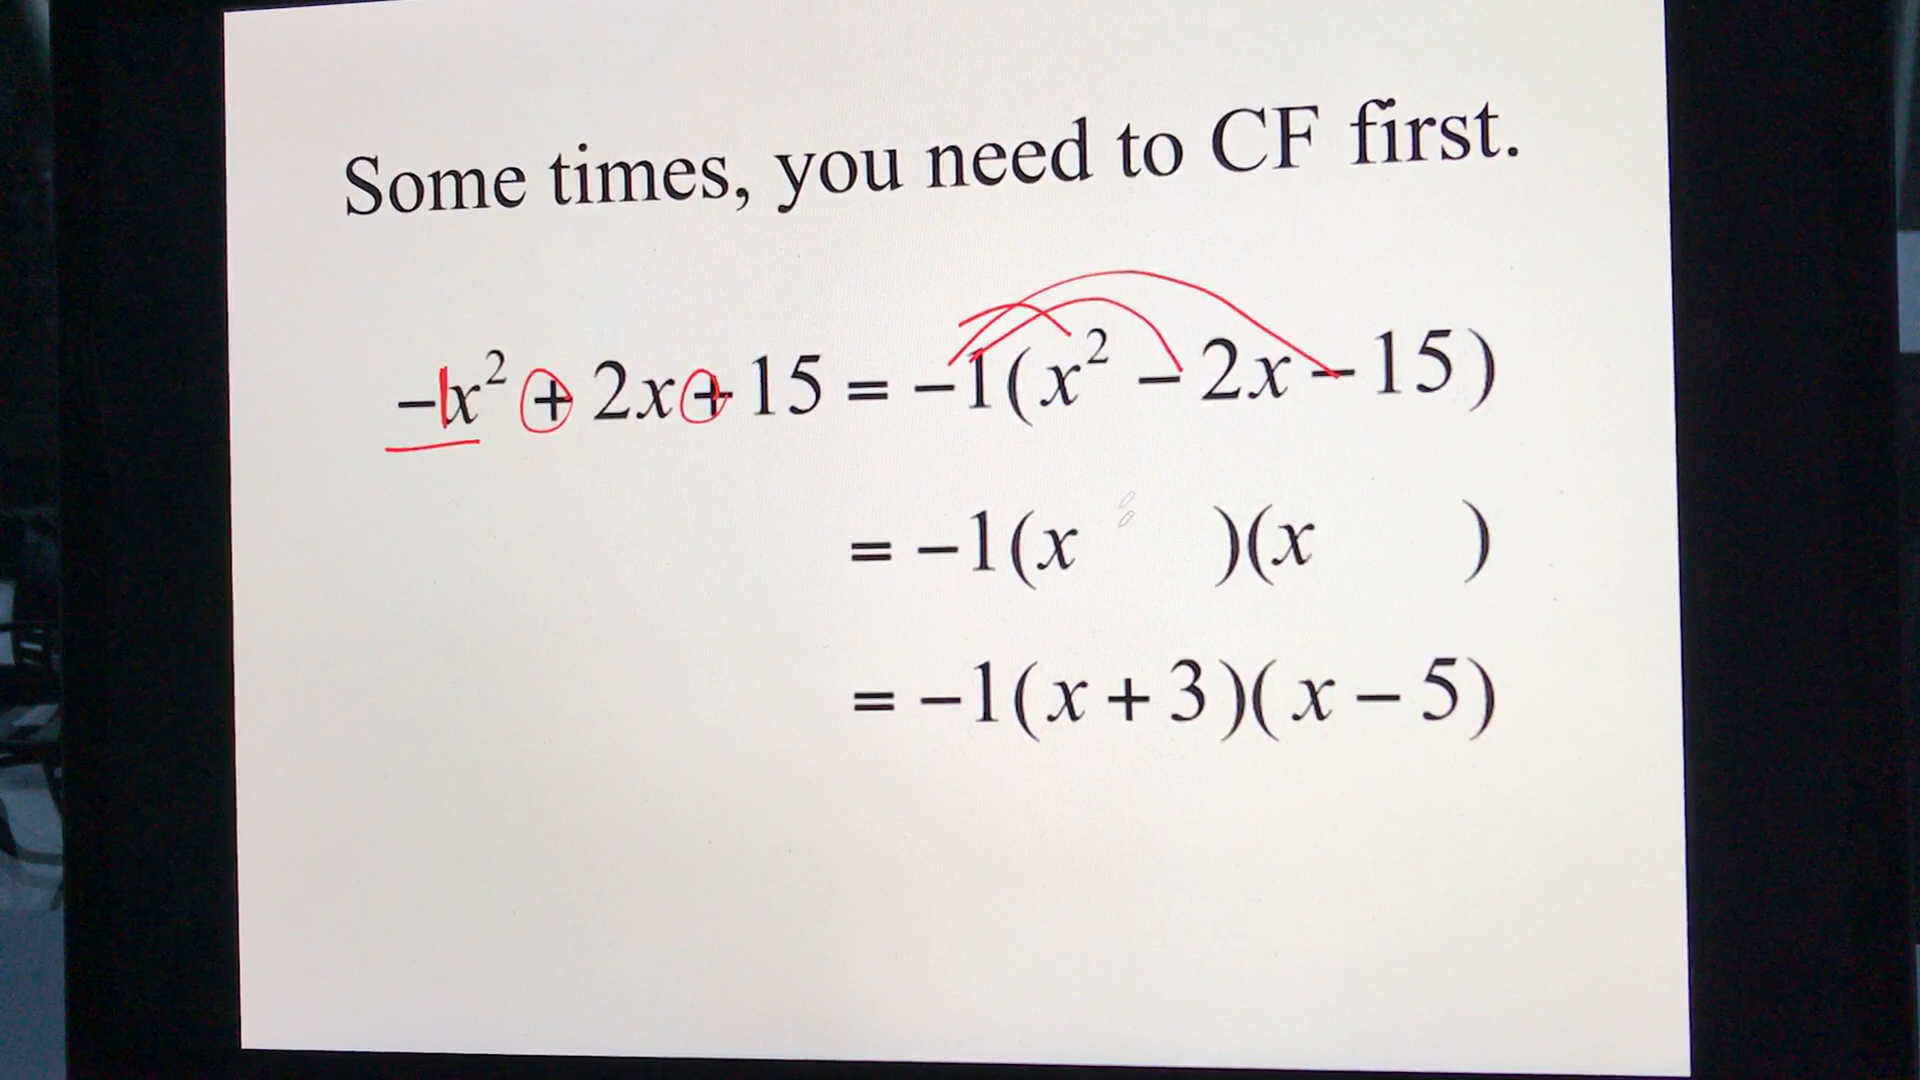 Some times, you need to CF first.
−1x² + 2x + 15 = −1(x² − 2x − 15)
= −1(x )(x )
= −1(x + 3)(x − 5)